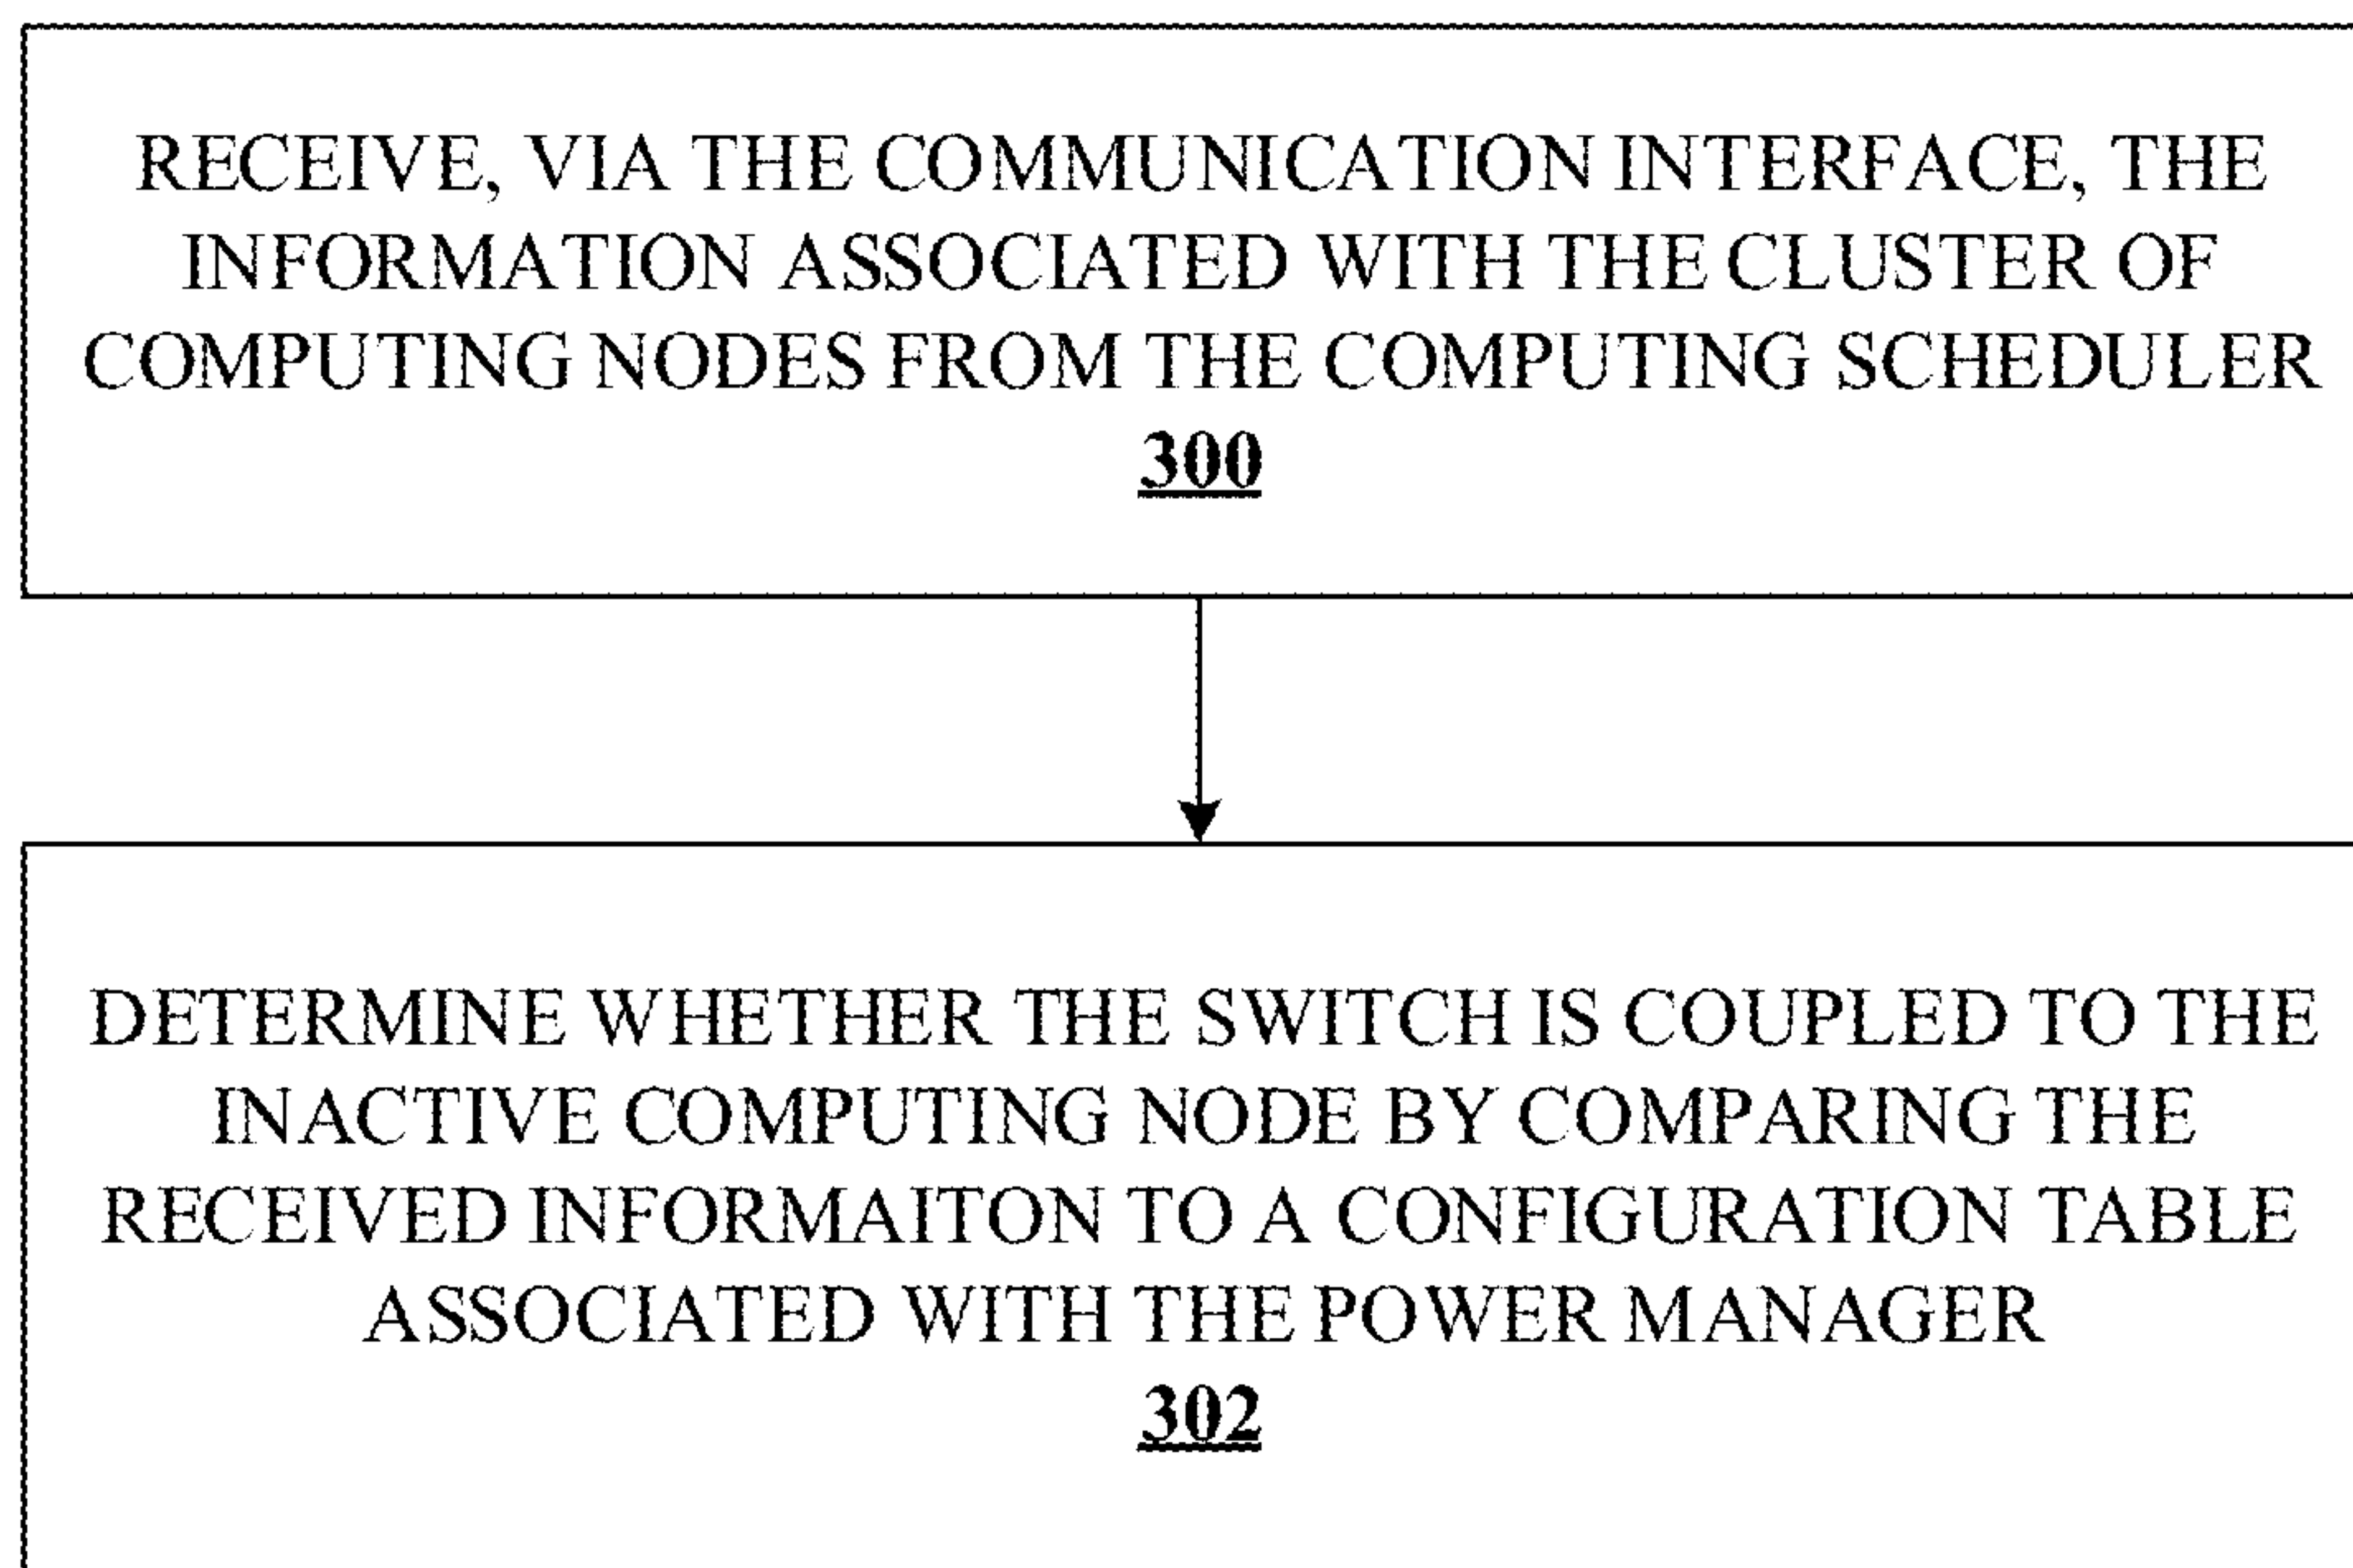 RECEIVE, VIA THE COMMUNICATION INTERFACE, THE
INFORMATION ASSOCIATED WITH THE CLUSTER OF
COMPUTING NODES FROM THE COMPUTING SCHEDULER
300
DETERMINE WHETHER THE SWITCH IS COUPLED TO THE
INACTIVE COMPUTING NODE BY COMPARING THE
RECEIVED INFORMAITON TO A CONFIGURATION TABLE
ASSOCIATED WITH THE POWER MANAGER
302